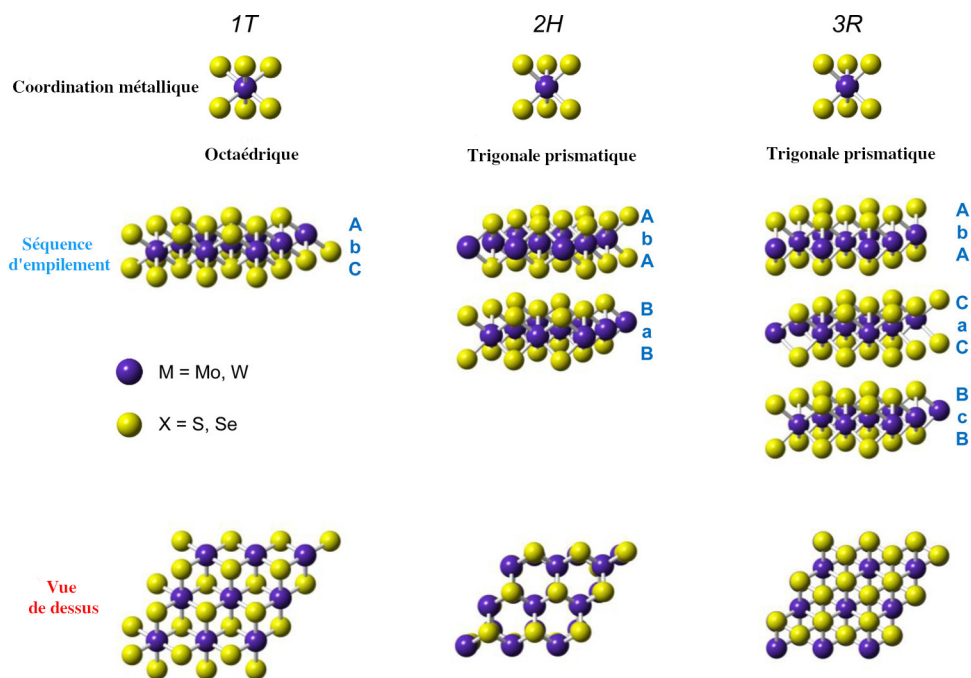 1T 2H 3R
Coordination métallique
Octaédrique Trigonale prismatique Trigonale prismatique
Séquence
d'empilement
A
b
C
A
b
A
B
a
B
A
b
A
C
a
C
B
c
B
M = Mo, W
X = S, Se
Vue
de dessus